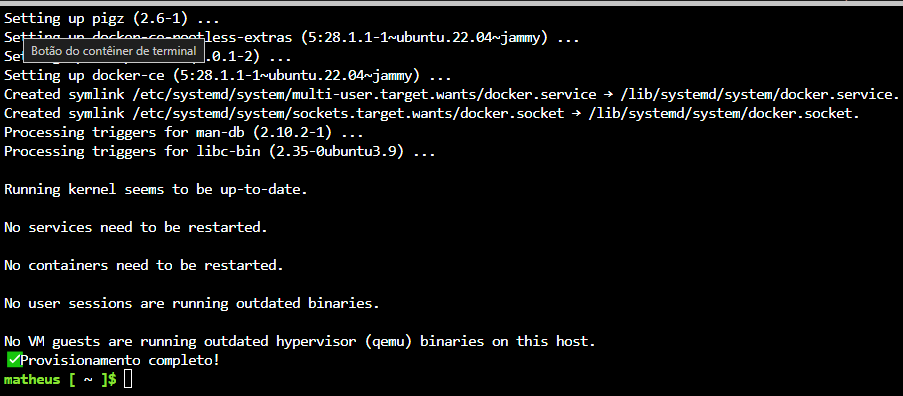 Setting up pigz (2.6-1) ...
Setting up docker-ce-rootless-extras (5:28.1.1-1~ubuntu.22.04~jammy) ...
Botão do contêiner de terminal
.0.1-2) ...
Setting up docker-ce (5:28.1.1-1~ubuntu.22.04~jammy) ...
Created symlink /etc/systemd/system/multi-user.target.wants/docker.service → /lib/systemd/system/docker.service.
Created symlink /etc/systemd/system/sockets.target.wants/docker.socket → /lib/systemd/system/docker.socket.
Processing triggers for man-db (2.10.2-1) ...
Processing triggers for libc-bin (2.35-0ubuntu3.9) ...
Running kernel seems to be up-to-date.
No services need to be restarted.
No containers need to be restarted.
No user sessions are running outdated binaries.
No VM guests are running outdated hypervisor (qemu) binaries on this host.
✅Provisionamento completo!
matheus [ ~ ]$